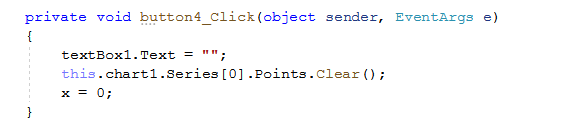 private void button4_Click(object sender, EventArgs e)
{
textBox1.Text = "";
this.chart1.Series[0].Points.Clear();
x = 0;
}